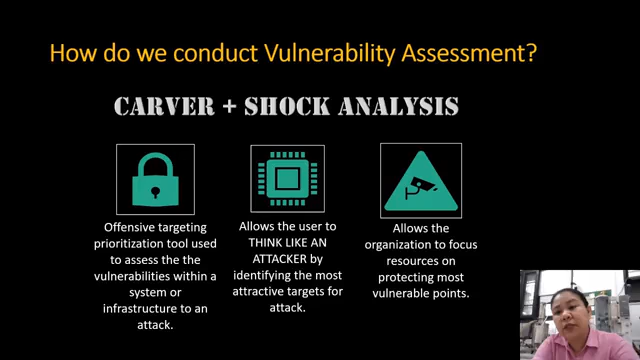 How do we conduct Vulnerability Assessment?
CARVER + SHOCK ANALYSIS
Offensive targeting
prioritization tool used
to assess the the
vulnerabilities within a
system or
infrastructure to an
attack.
Allows the user to
THINK LIKE AN
ATTACKER by
identifying the most
attractive targets for
attack.
Allows the
organization to focus
resources on
protecting most
vulnerable points.